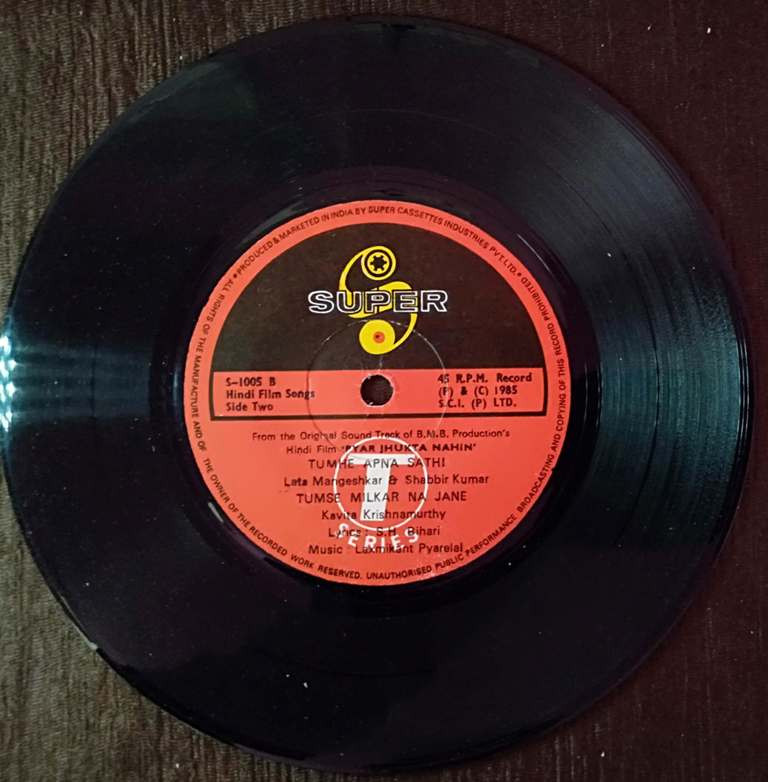 PRODUCED & MARKETED IN INDIA BY SUPER CASSETTES INDUSTRIES PVT. LTD.
SUPER
S-1005 B
Hindi Film Songs
Side Two
45 R.P.M. Record
(P) & (C) 1985
S.C.I. (P) LTD.
From the Original Sound Track of B.M.B. Production's
Hindi Film 'PYAR JHUKTA NAHIN'
TUMHE APNA SATHI
Lata Mangeshkar & Shabbir Kumar
TUMSE MILKAR NA JANE
Kavita Krishnamurthy
Lyrics S.H. Bihari
Music Laxmikant Pyarelal
T
SERIES
ALL RIGHTS OF THE MANUFACTURE AND OF THE OWNER OF THE RECORDED WORK RESERVED. UNAUTHORISED PUBLIC PERFORMANCE BROADCASTING AND COPYING OF THIS RECORD PROHIBITED